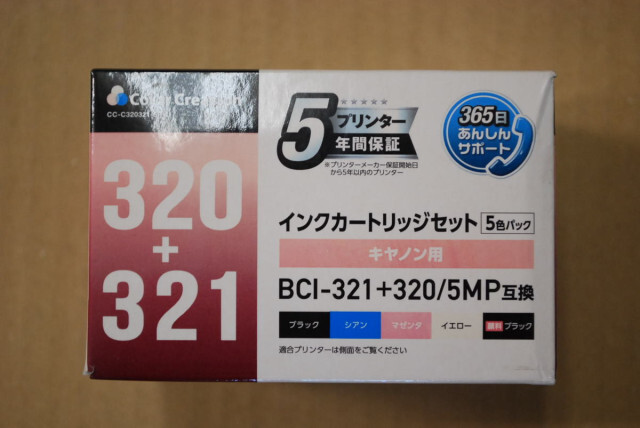 Color Creation
CC-C320321
320
+
321
5
プリンター
年間保証
※プリンターメーカー保証開始日
から5年以内のプリンター
365日
あんしん
サポート
インクカートリッジセット 5色パック
キヤノン用
BCI-321+320/5MP互換
ブラック シアン マゼンタ イエロー 顔料ブラック
適合プリンターは側面をご覧ください